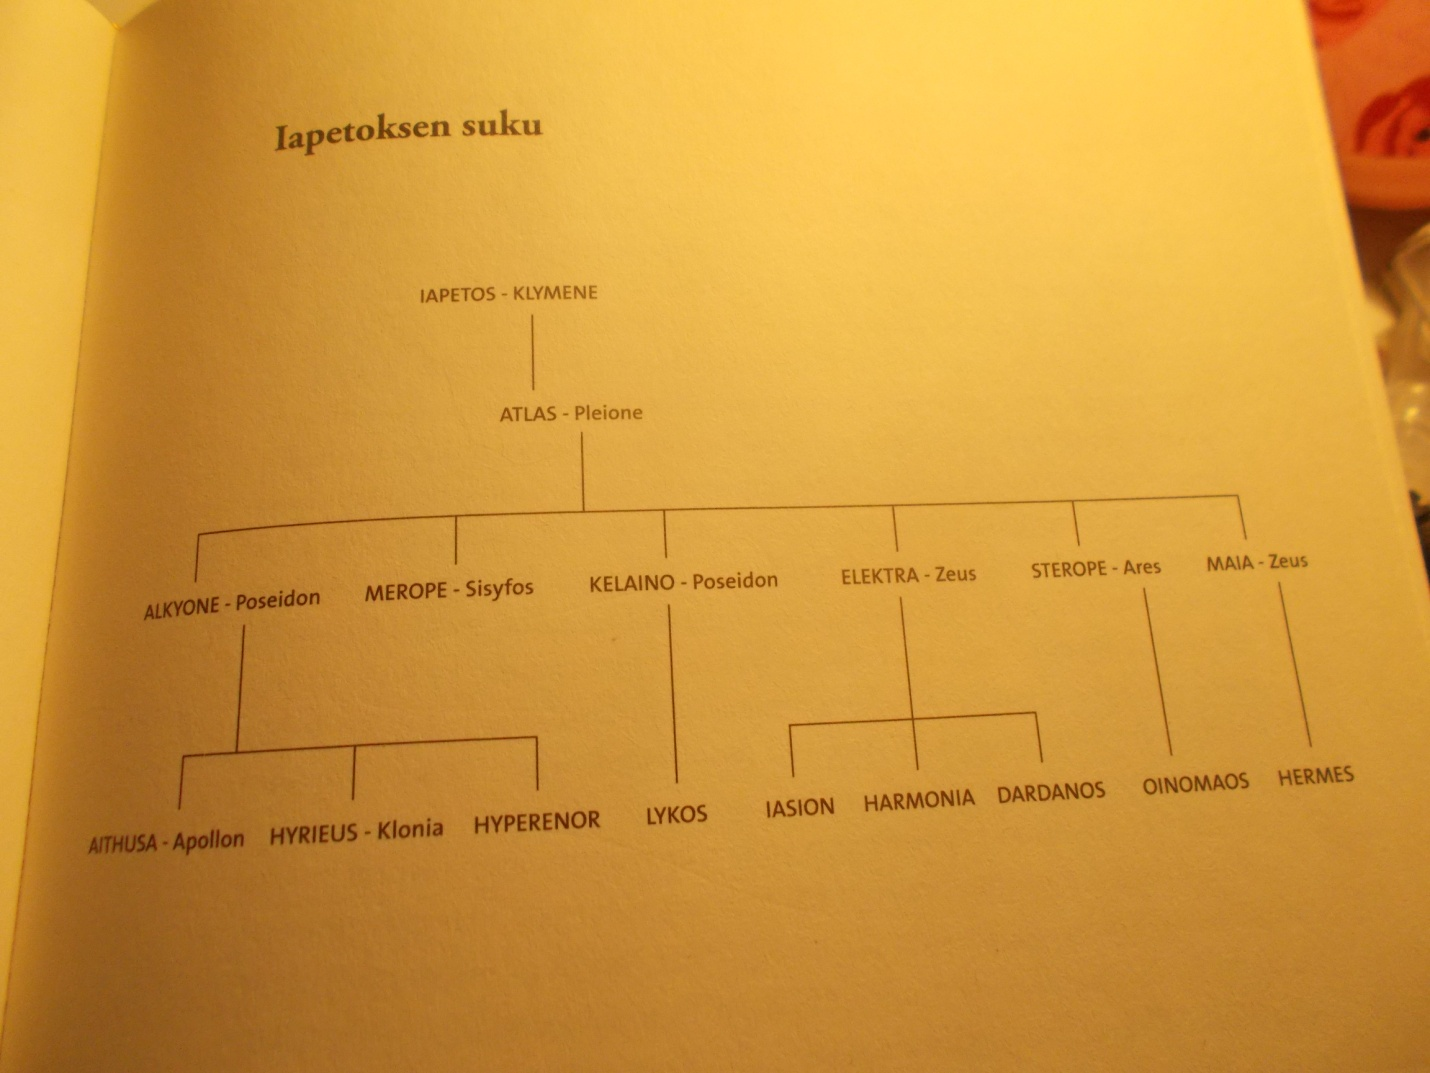 Iapetoksen suku
IAPETOS - KLYMENE
ATLAS - Pleione
ALKYONE - Poseidon MEROPE - Sisyfos KELAINO - Poseidon ELEKTRA - Zeus STEROPE - Ares MAIA - Zeus
AITHUSA - Apollon HYRIEUS - Klonia HYPERENOR LYKOS IASION HARMONIA DARDANOS OINOMAOS HERMES